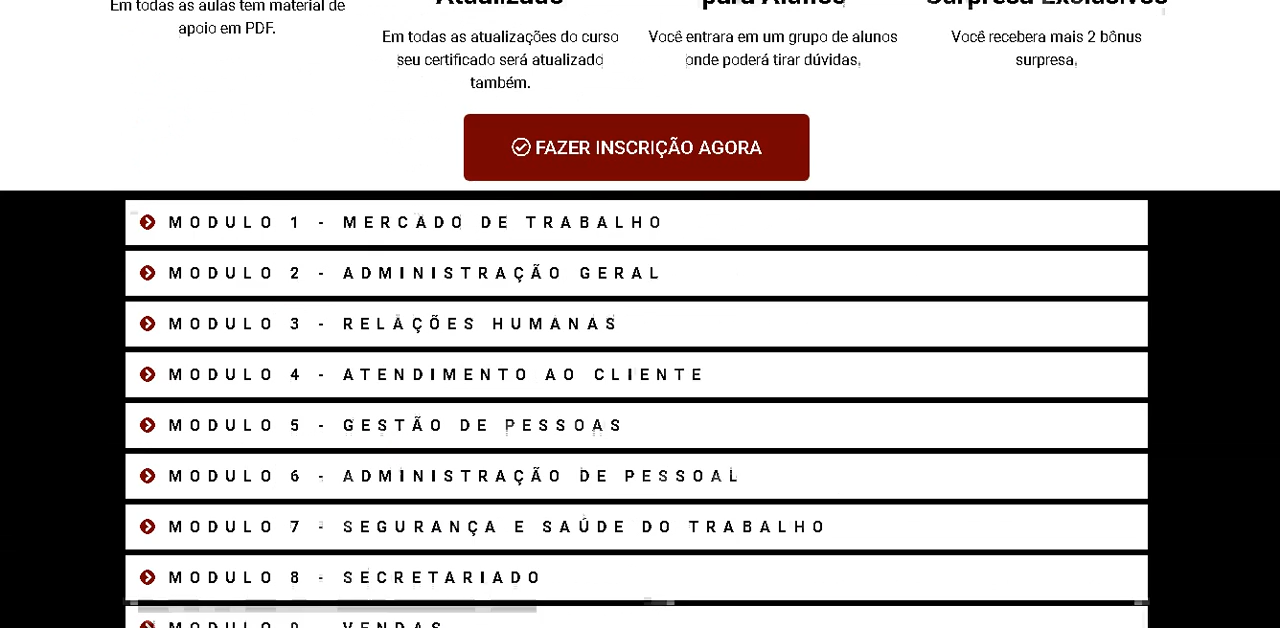 Em todas as aulas tem material de
apoio em PDF.
Atualizado
Em todas as atualizações do curso
seu certificado será atualizado
também.
para Alunos
Você entrara em um grupo de alunos
onde poderá tirar dúvidas,
Surpresa Exclusivos
Você recebera mais 2 bônus
surpresa,
FAZER INSCRIÇÃO AGORA
MODULO 1 - MERCADO DE TRABALHO
MODULO 2 - ADMINISTRAÇÃO GERAL
MODULO 3 - RELAÇÕES HUMANAS
MODULO 4 - ATENDIMENTO AO CLIENTE
MODULO 5 - GESTÃO DE PESSOAS
MODULO 6 - ADMINISTRAÇÃO DE PESSOAL
MODULO 7 - SEGURANÇA E SAÚDE DO TRABALHO
MODULO 8 - SECRETARIADO
MODULO 9 - VENDAS